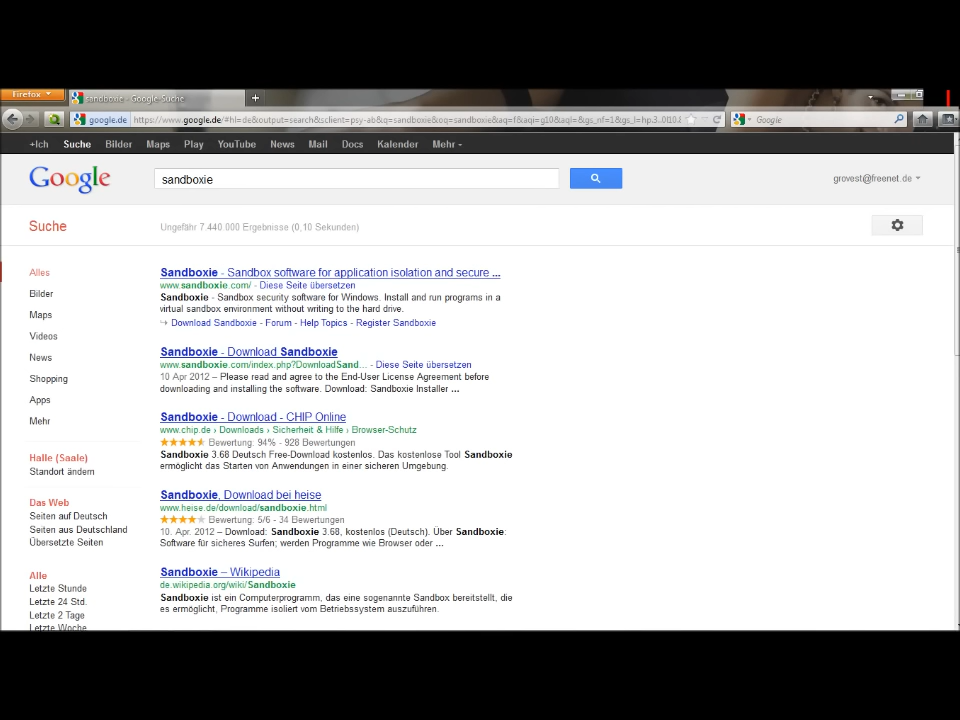 Firefox
sandboxie - Google-Suche
google.de https://www.google.de/#hl=de&output=search&sclient=psy-ab&q=sandboxie&oq=sandboxie&aq=f&aqi=g10&aql=&gs_nf=1&gs_l=hp.3..
Google
+Ich Suche Bilder Maps Play YouTube News Mail Docs Kalender Mehr
Google
sandboxie
grovest@freenet.de
Suche
Ungefähr 7.440.000 Ergebnisse (0,10 Sekunden)
Alles
Bilder
Maps
Videos
News
Shopping
Apps
Mehr
Halle (Saale)
Standort ändern
Das Web
Seiten auf Deutsch
Seiten aus Deutschland
Übersetzte Seiten
Alle
Letzte Stunde
Letzte 24 Std.
Letzte 2 Tage
Letzte Woche
Sandboxie - Sandbox software for application isolation and secure ...
www.sandboxie.com/ - Diese Seite übersetzen
Sandboxie - Sandbox security software for Windows. Install and run programs in a
virtual sandbox environment without writing to the hard drive.
Download Sandboxie - Forum - Help Topics - Register Sandboxie
Sandboxie - Download Sandboxie
www.sandboxie.com/index.php?DownloadSand... - Diese Seite übersetzen
10 Apr 2012 – Please read and agree to the End-User License Agreement before
downloading and installing the software. Download: Sandboxie Installer ...
Sandboxie - Download - CHIP Online
www.chip.de › Downloads › Sicherheit & Hilfe › Browser-Schutz
Bewertung: 94% - 928 Bewertungen
Sandboxie 3.68 Deutsch Free-Download kostenlos. Das kostenlose Tool Sandboxie
ermöglicht das Starten von Anwendungen in einer sicheren Umgebung.
Sandboxie, Download bei heise
www.heise.de/download/sandboxie.html
Bewertung: 5/6 - 34 Bewertungen
10. Apr. 2012 – Download: Sandboxie 3.68, kostenlos (Deutsch). Über Sandboxie:
Software für sicheres Surfen; werden Programme wie Browser oder ...
Sandboxie – Wikipedia
de.wikipedia.org/wiki/Sandboxie
Sandboxie ist ein Computerprogramm, das eine sogenannte Sandbox bereitstellt, die
es ermöglicht, Programme isoliert vom Betriebssystem auszuführen.